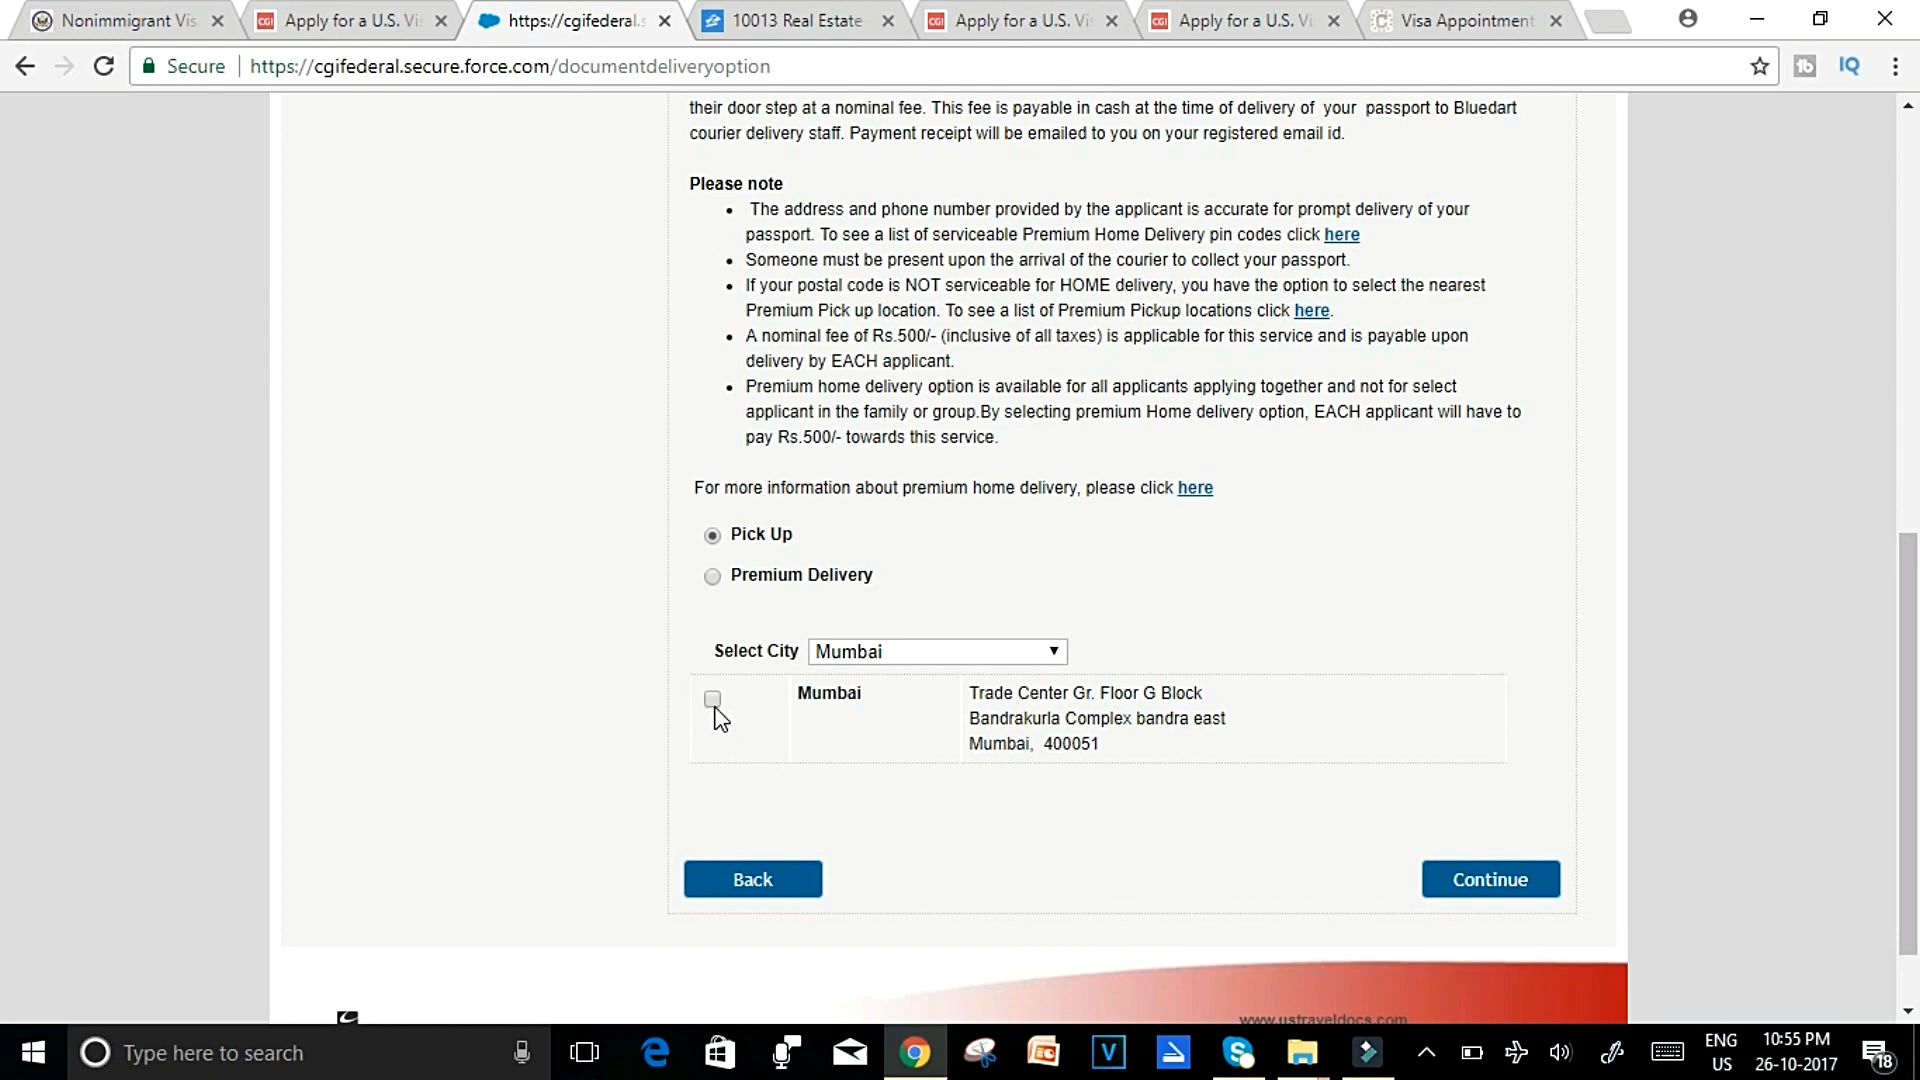 Nonimmigrant Vis
Apply for a U.S. Vi
https://cgifederal.s
10013 Real Estate
Apply for a U.S. Vi
Apply for a U.S. Vi
Visa Appointment
Secure
https://cgifederal.secure.force.com/documentdeliveryoption
their door step at a nominal fee. This fee is payable in cash at the time of delivery of your passport to Bluedart
courier delivery staff. Payment receipt will be emailed to you on your registered email id.
Please note
• The address and phone number provided by the applicant is accurate for prompt delivery of your
passport. To see a list of serviceable Premium Home Delivery pin codes click here
• Someone must be present upon the arrival of the courier to collect your passport.
• If your postal code is NOT serviceable for HOME delivery, you have the option to select the nearest
Premium Pick up location. To see a list of Premium Pickup locations click here.
• A nominal fee of Rs.500/- (inclusive of all taxes) is applicable for this service and is payable upon
delivery by EACH applicant.
• Premium home delivery option is available for all applicants applying together and not for select
applicant in the family or group.By selecting premium Home delivery option, EACH applicant will have to
pay Rs.500/- towards this service.
For more information about premium home delivery, please click here
Pick Up
Premium Delivery
Select City Mumbai
Mumbai
Trade Center Gr. Floor G Block
Bandrakurla Complex bandra east
Mumbai, 400051
Back
Continue
www.ustraveldocs.com
Type here to search
ENG
US
10:55 PM
26-10-2017
18